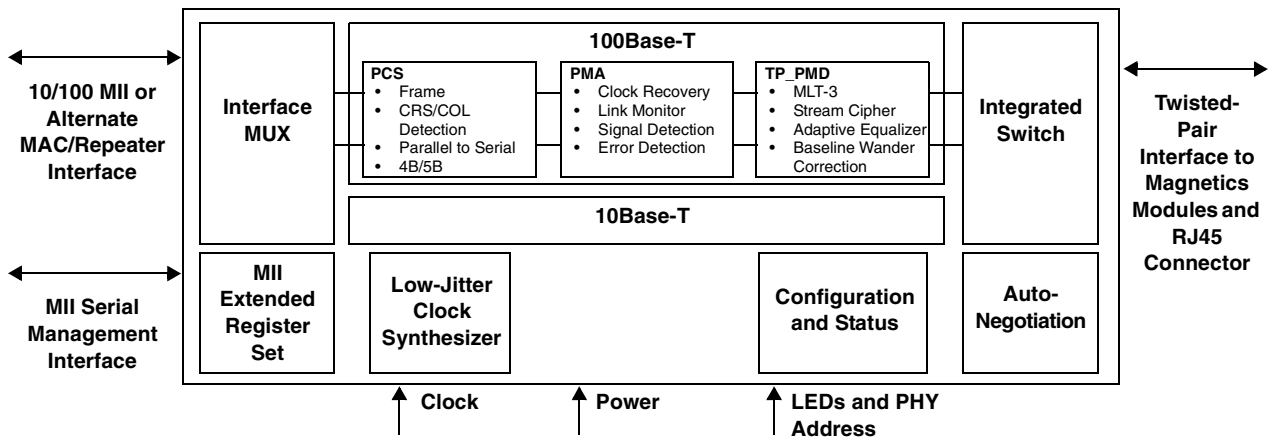 10/100 MII or
Alternate
MAC/Repeater
Interface
Interface
MUX
100Base-T
PCS
• Frame
• CRS/COL
Detection
• Parallel to Serial
• 4B/5B
PMA
• Clock Recovery
• Link Monitor
• Signal Detection
• Error Detection
TP_PMD
• MLT-3
• Stream Cipher
• Adaptive Equalizer
• Baseline Wander
Correction
Integrated
Switch
Twisted-
Pair
Interface to
Magnetics
Modules and
RJ45
Connector
10Base-T
MII Serial
Management
Interface
MII
Extended
Register
Set
Low-Jitter
Clock
Synthesizer
Configuration
and Status
Auto-
Negotiation
Clock
Power
LEDs and PHY
Address